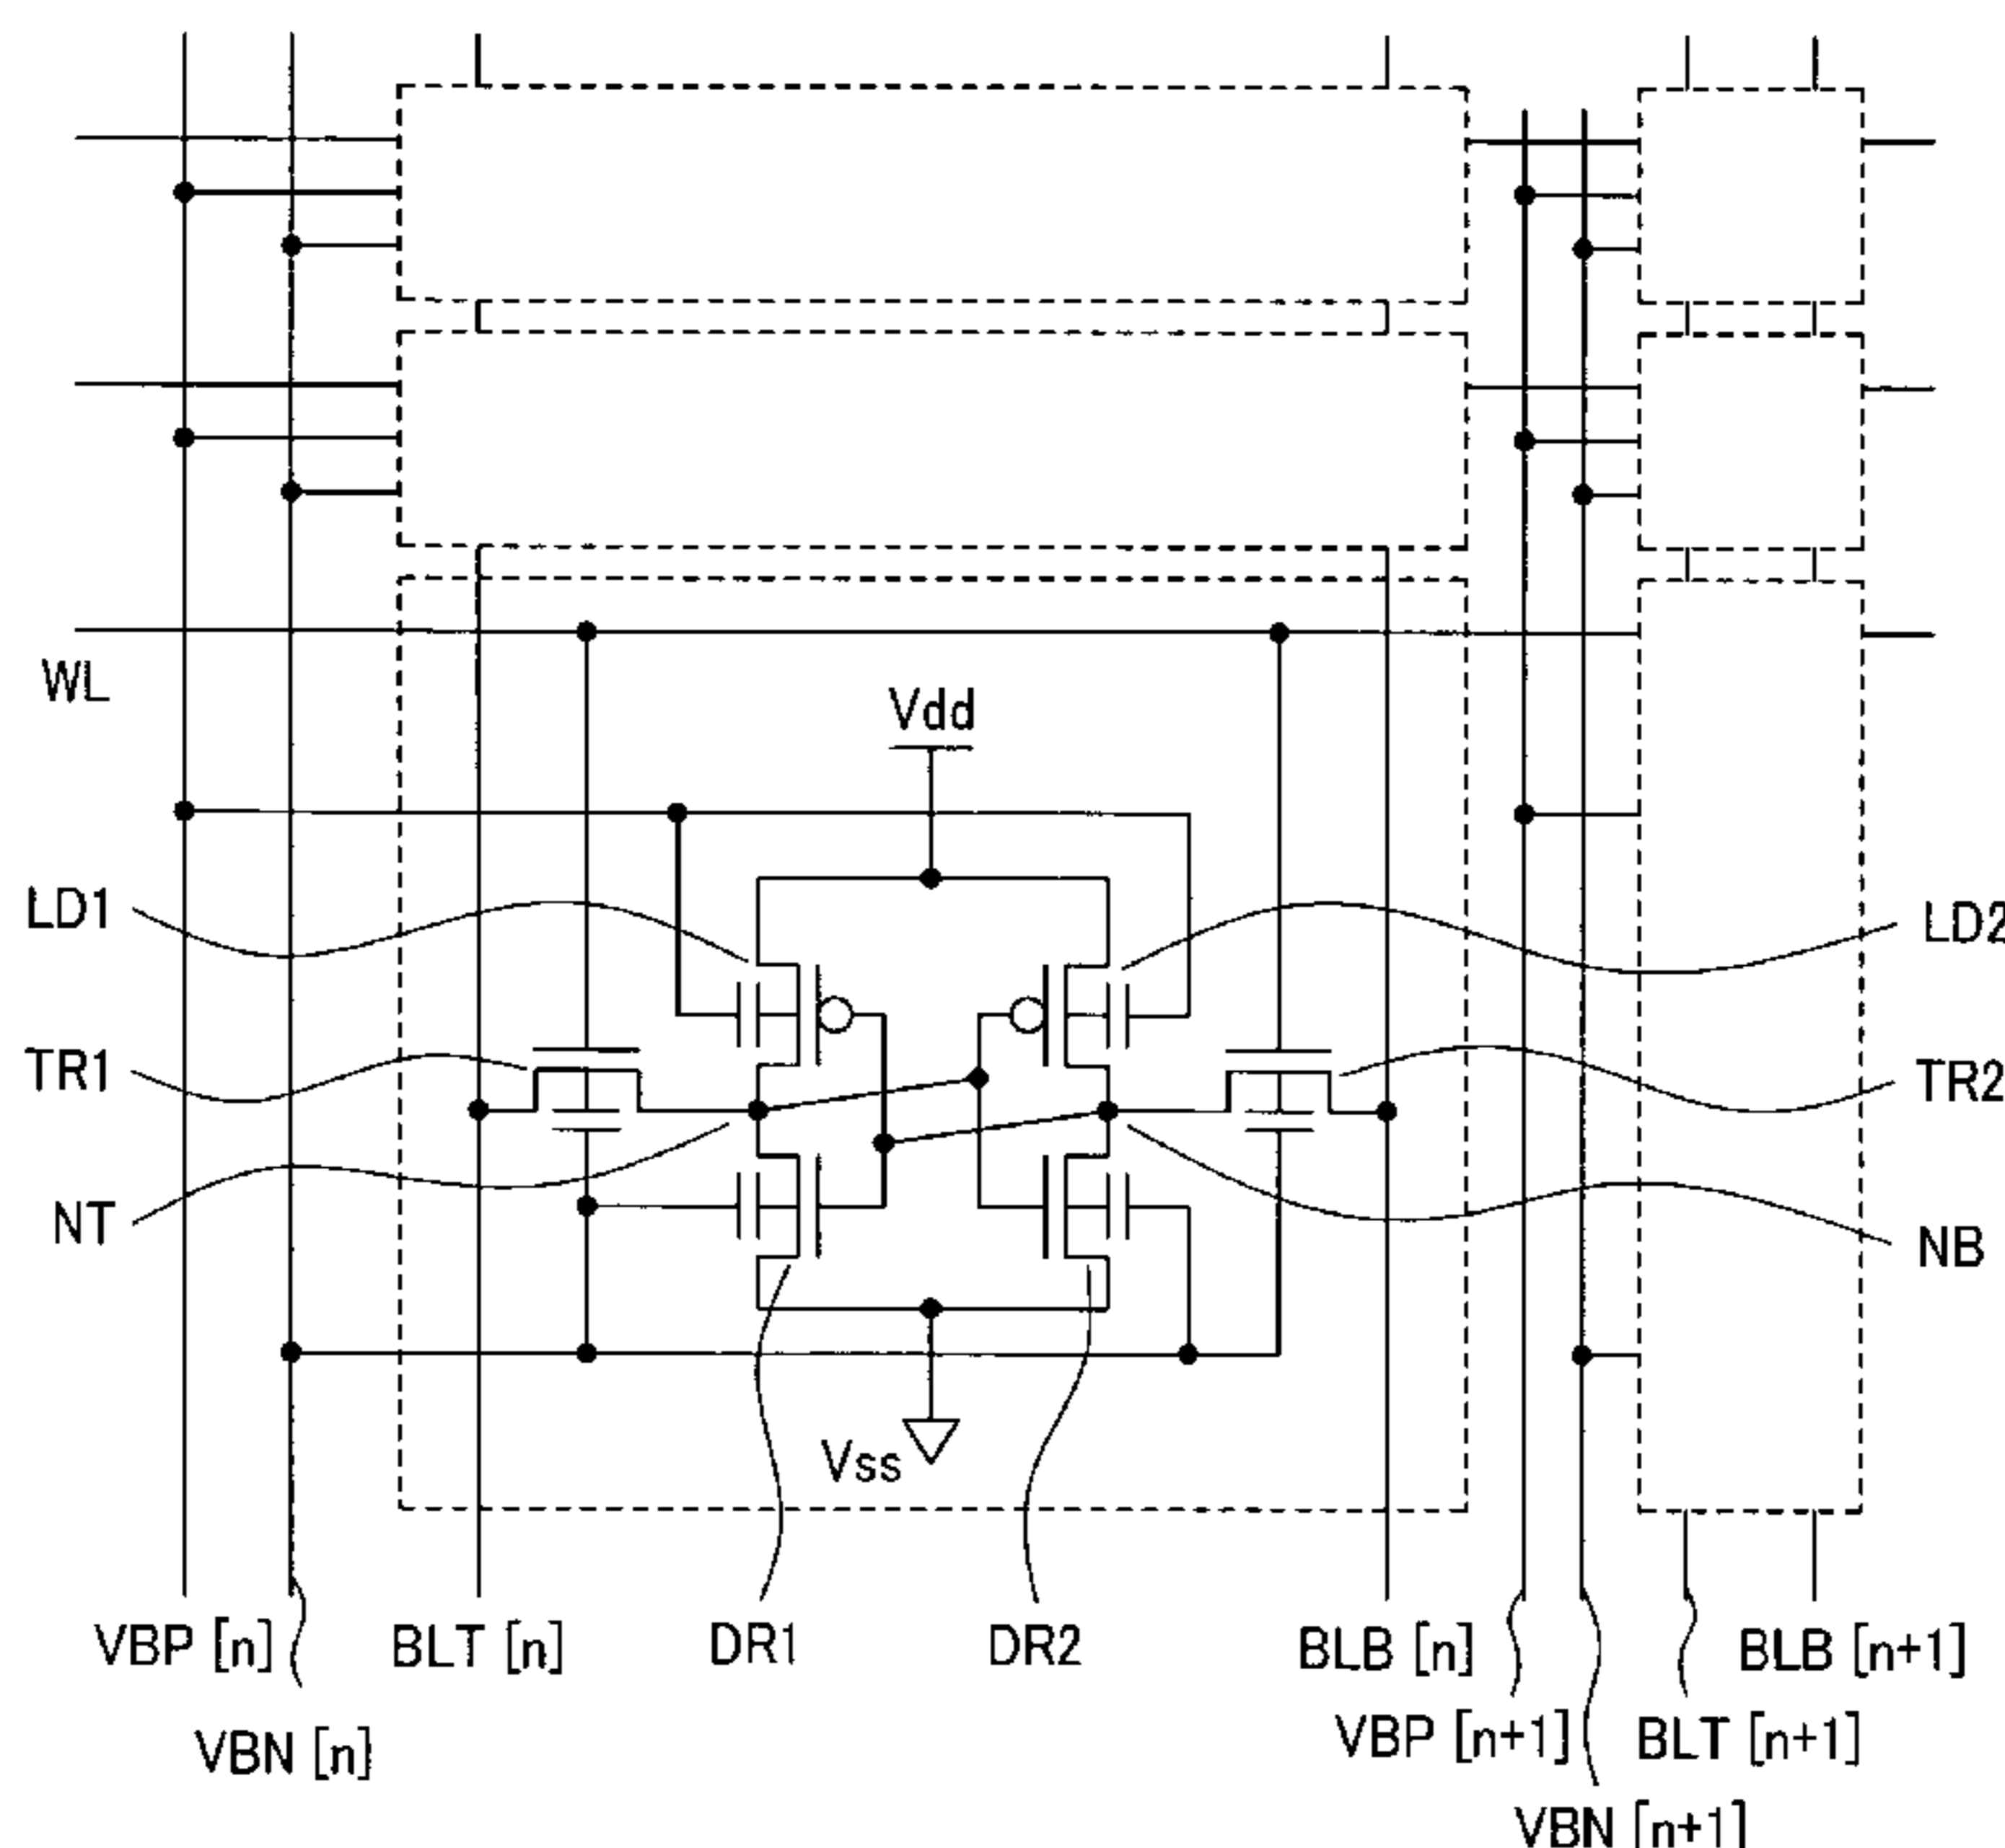 WL
Vdd
LD1
LD2
TR1
TR2
NT
NB
Vss
VBP [n]
BLT [n]
DR1
DR2
BLB [n]
BLB [n+1]
VBN [n]
VBP [n+1]
BLT [n+1]
VBN [n+1]